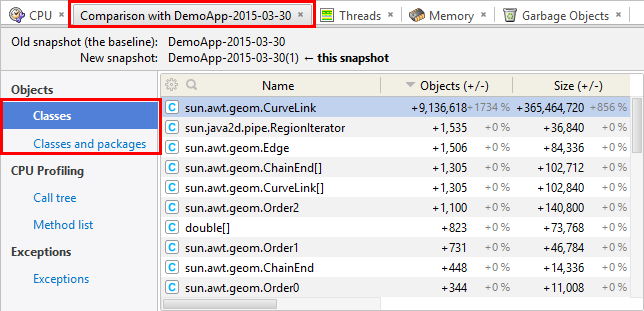 CPU × Comparison with DemoApp-2015-03-30 × Threads × Memory × Garbage Objects ×
Old snapshot (the baseline): DemoApp-2015-03-30
New snapshot: DemoApp-2015-03-30(1) ← this snapshot
Objects
Classes
Classes and packages
CPU Profiling
Call tree
Method list
Exceptions
Exceptions
Name Objects (+/-) Size (+/-)
C sun.awt.geom.CurveLink +9,136,618 +1734 % +365,464,720 +856 %
C sun.java2d.pipe.RegionIterator +1,535 +0 % +36,840 +0 %
C sun.awt.geom.Edge +1,506 +0 % +84,336 +0 %
C sun.awt.geom.ChainEnd[] +1,305 +0 % +102,712 +0 %
C sun.awt.geom.CurveLink[] +1,305 +0 % +102,840 +0 %
C sun.awt.geom.Order2 +1,100 +0 % +140,800 +0 %
C double[] +823 +0 % +73,768 +0 %
C sun.awt.geom.Order1 +731 +0 % +46,784 +0 %
C sun.awt.geom.ChainEnd +448 +0 % +14,336 +0 %
C sun.awt.geom.Order0 +344 +0 % +11,008 +0 %